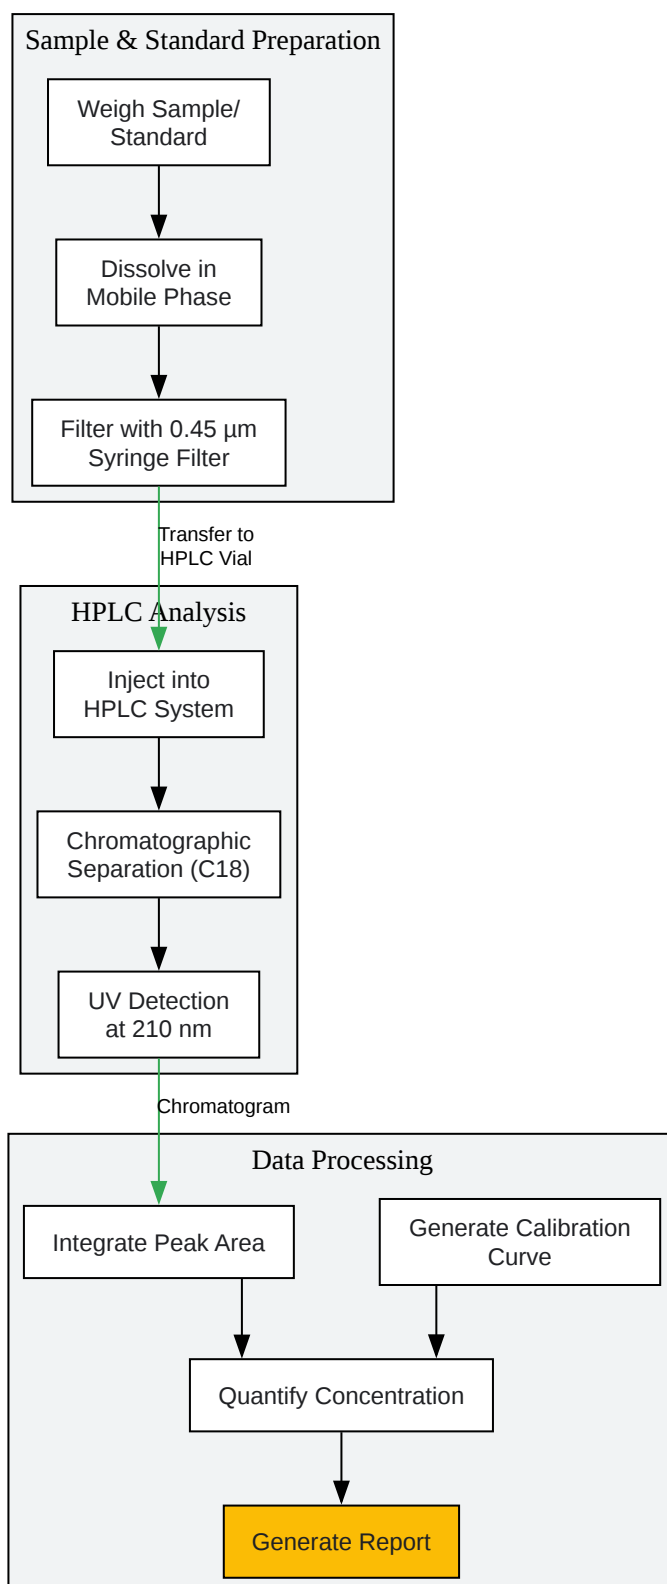 Sample & Standard Preparation
Weigh Sample/
Standard
Dissolve in
Mobile Phase
Filter with 0.45 µm
Syringe Filter
Transfer to
HPLC Vial
HPLC Analysis
Inject into
HPLC System
Chromatographic
Separation (C18)
UV Detection
at 210 nm
Chromatogram
Data Processing
Integrate Peak Area
Generate Calibration
Curve
Quantify Concentration
Generate Report